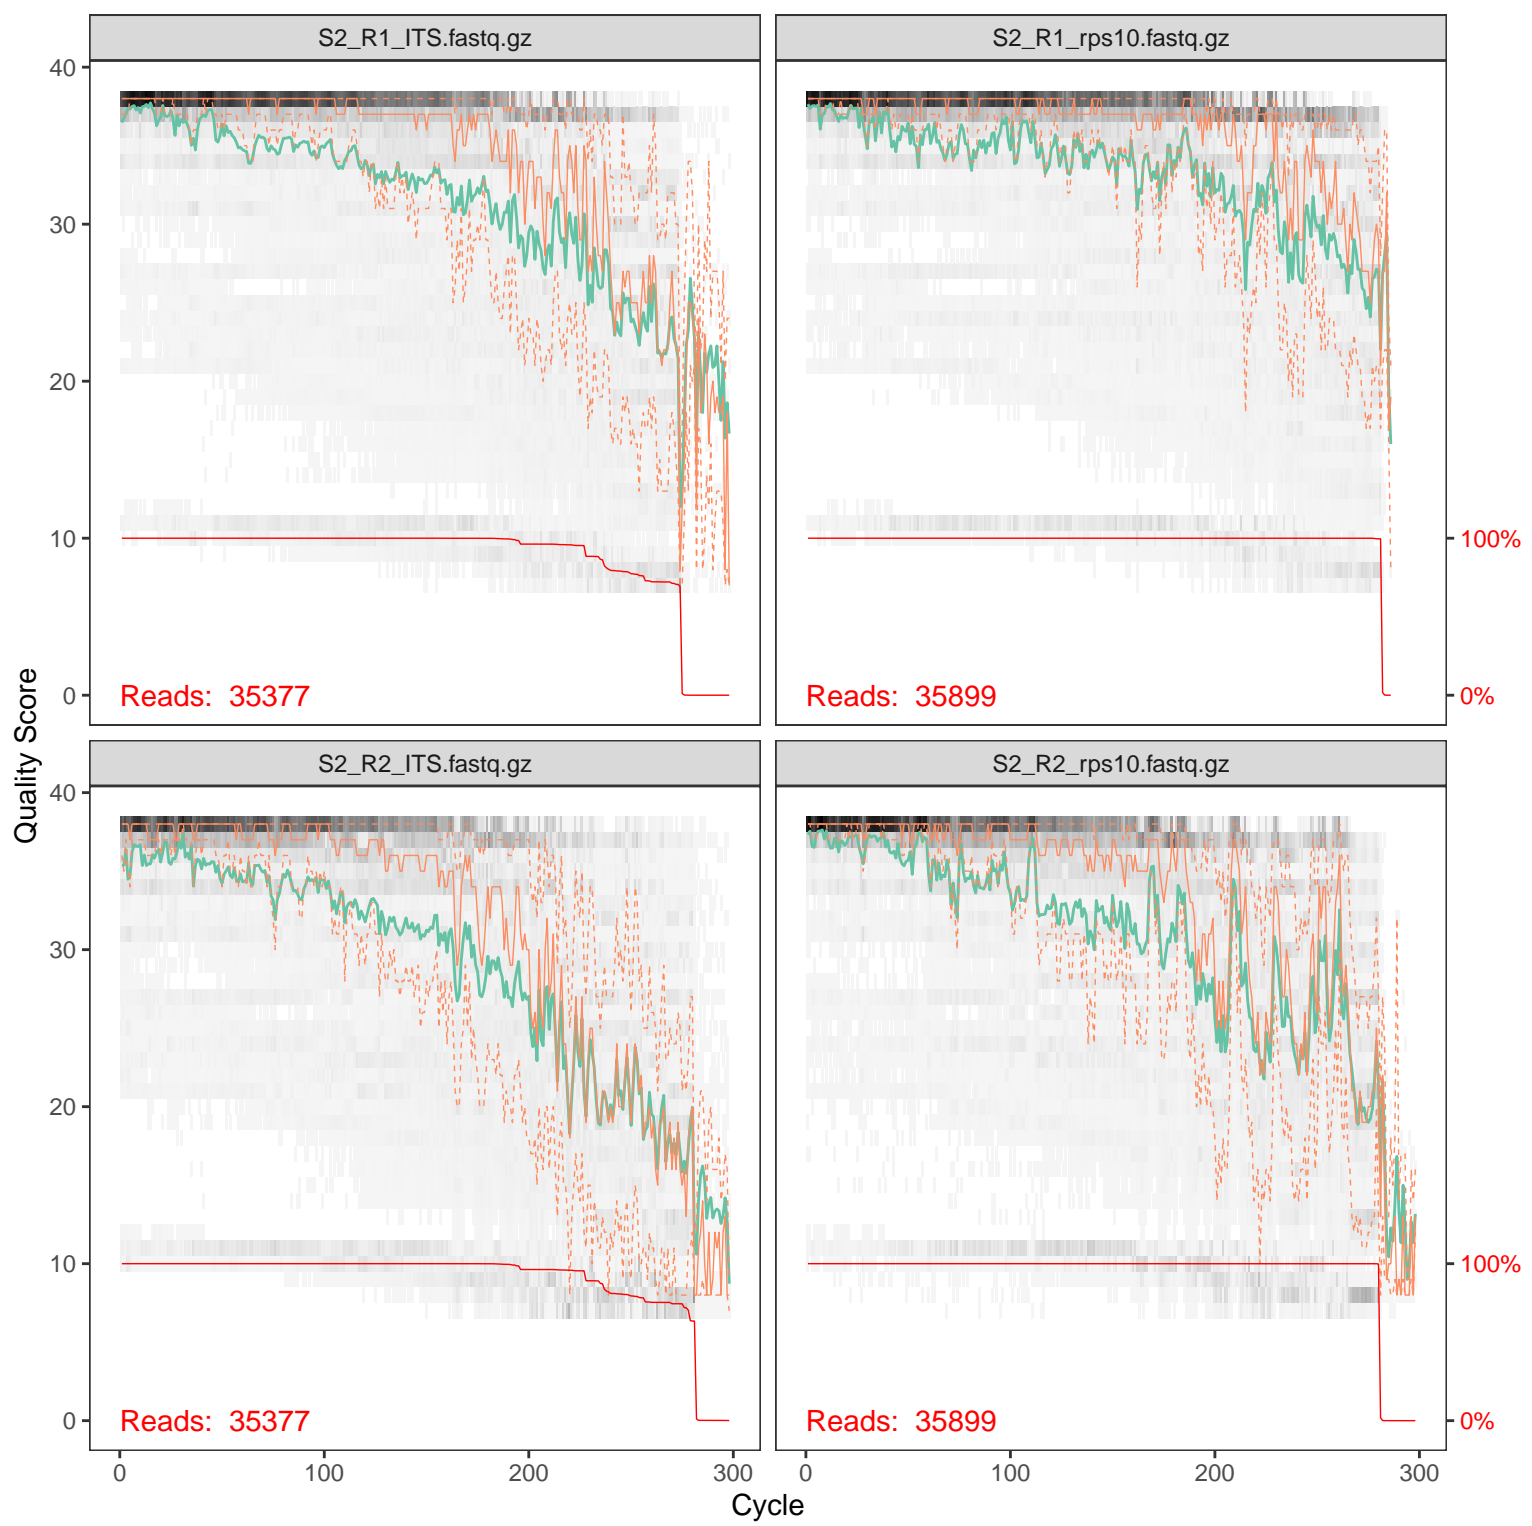 S2_R1_ITS.fastq.gz
S2_R1_rps10.fastq.gz
40
30
20
10
0
100%
0%
Reads: 35377
Reads: 35899
Quality Score
S2_R2_ITS.fastq.gz
S2_R2_rps10.fastq.gz
40
30
20
10
0
100%
0%
Reads: 35377
Reads: 35899
0 100 200 300
0 100 200 300
Cycle